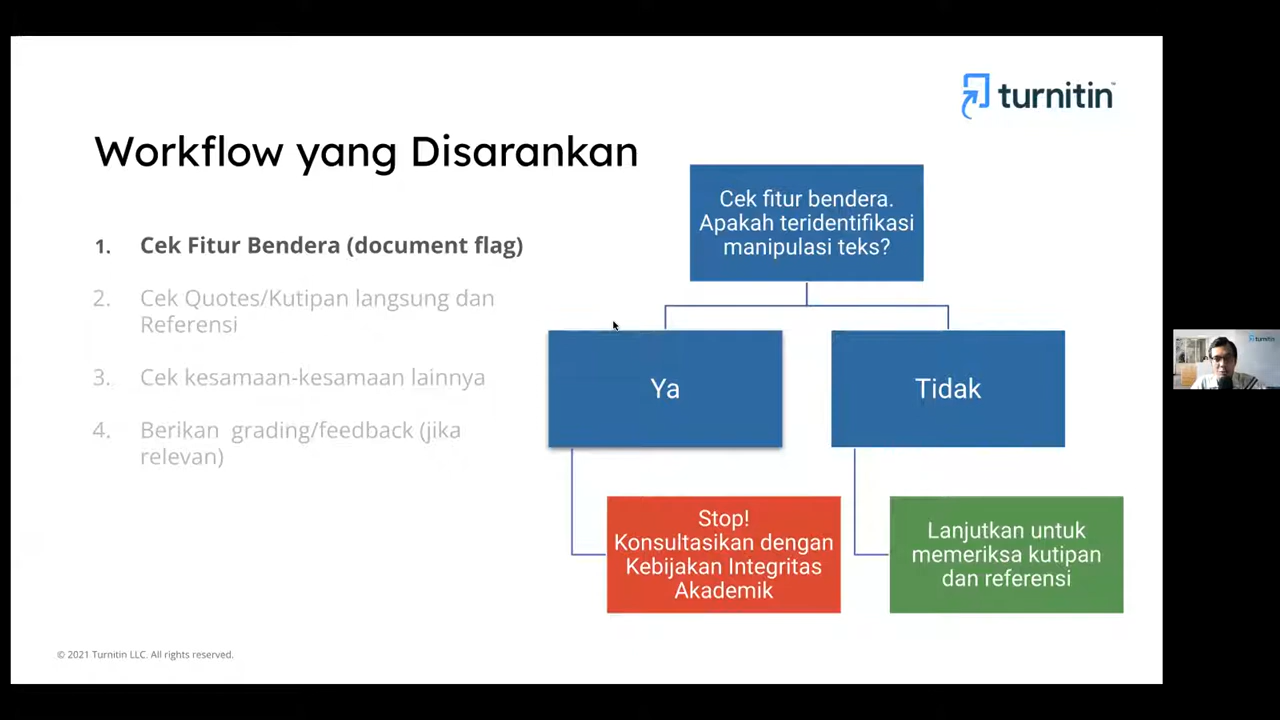 turnitin
Workflow yang Disarankan
1. Cek Fitur Bendera (document flag)
2. Cek Quotes/Kutipan langsung dan
Referensi
3. Cek kesamaan-kesamaan lainnya
4. Berikan grading/feedback (jika
relevan)
Cek fitur bendera.
Apakah teridentifikasi
manipulasi teks?
Ya
Tidak
Stop!
Konsultasikan dengan
Kebijakan Integritas
Akademik
Lanjutkan untuk
memeriksa kutipan
dan referensi
© 2021 Turnitin LLC. All rights reserved.
turnitin